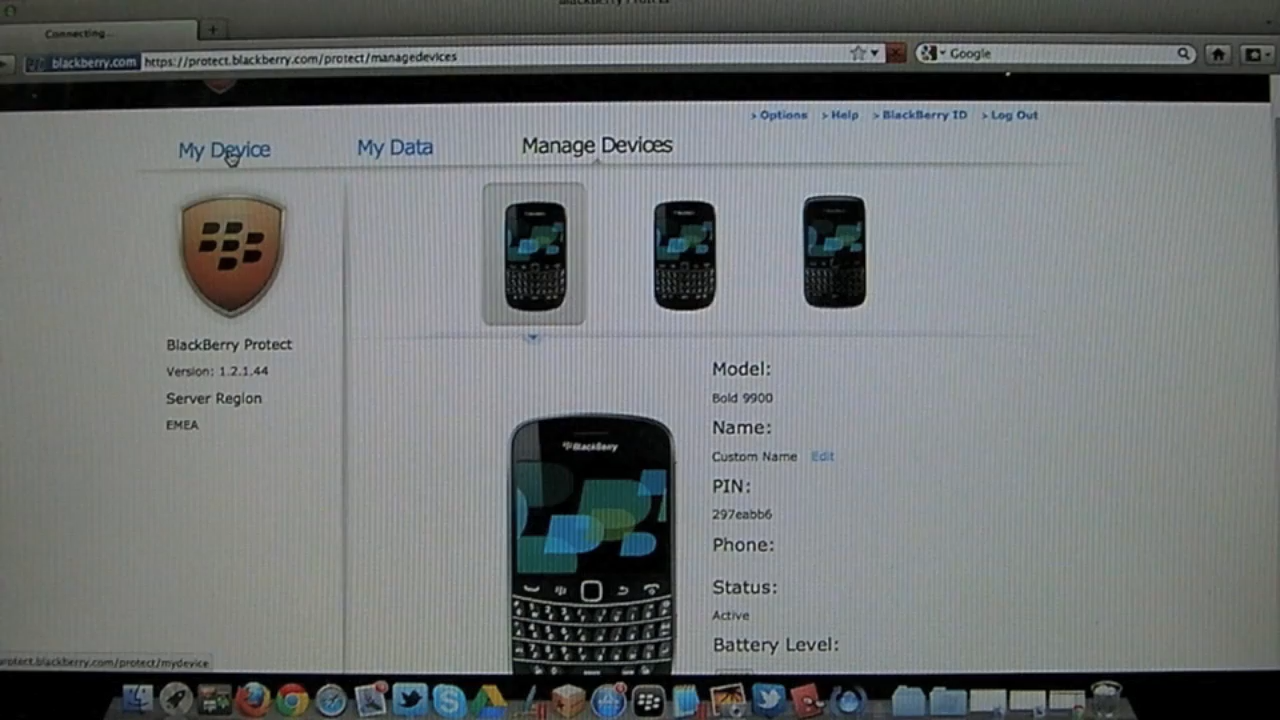 Connecting...
blackberry.com https://protect.blackberry.com/protect/managedevices
Google
> Options > Help > BlackBerry ID > Log Out
My Device My Data Manage Devices
BlackBerry Protect
Version: 1.2.1.44
Server Region
EMEA
BlackBerry
Model:
Bold 9900
Name:
Custom Name Edit
PIN:
297eabb6
Phone:
Status:
Active
Battery Level:
protect.blackberry.com/protect/mydevice